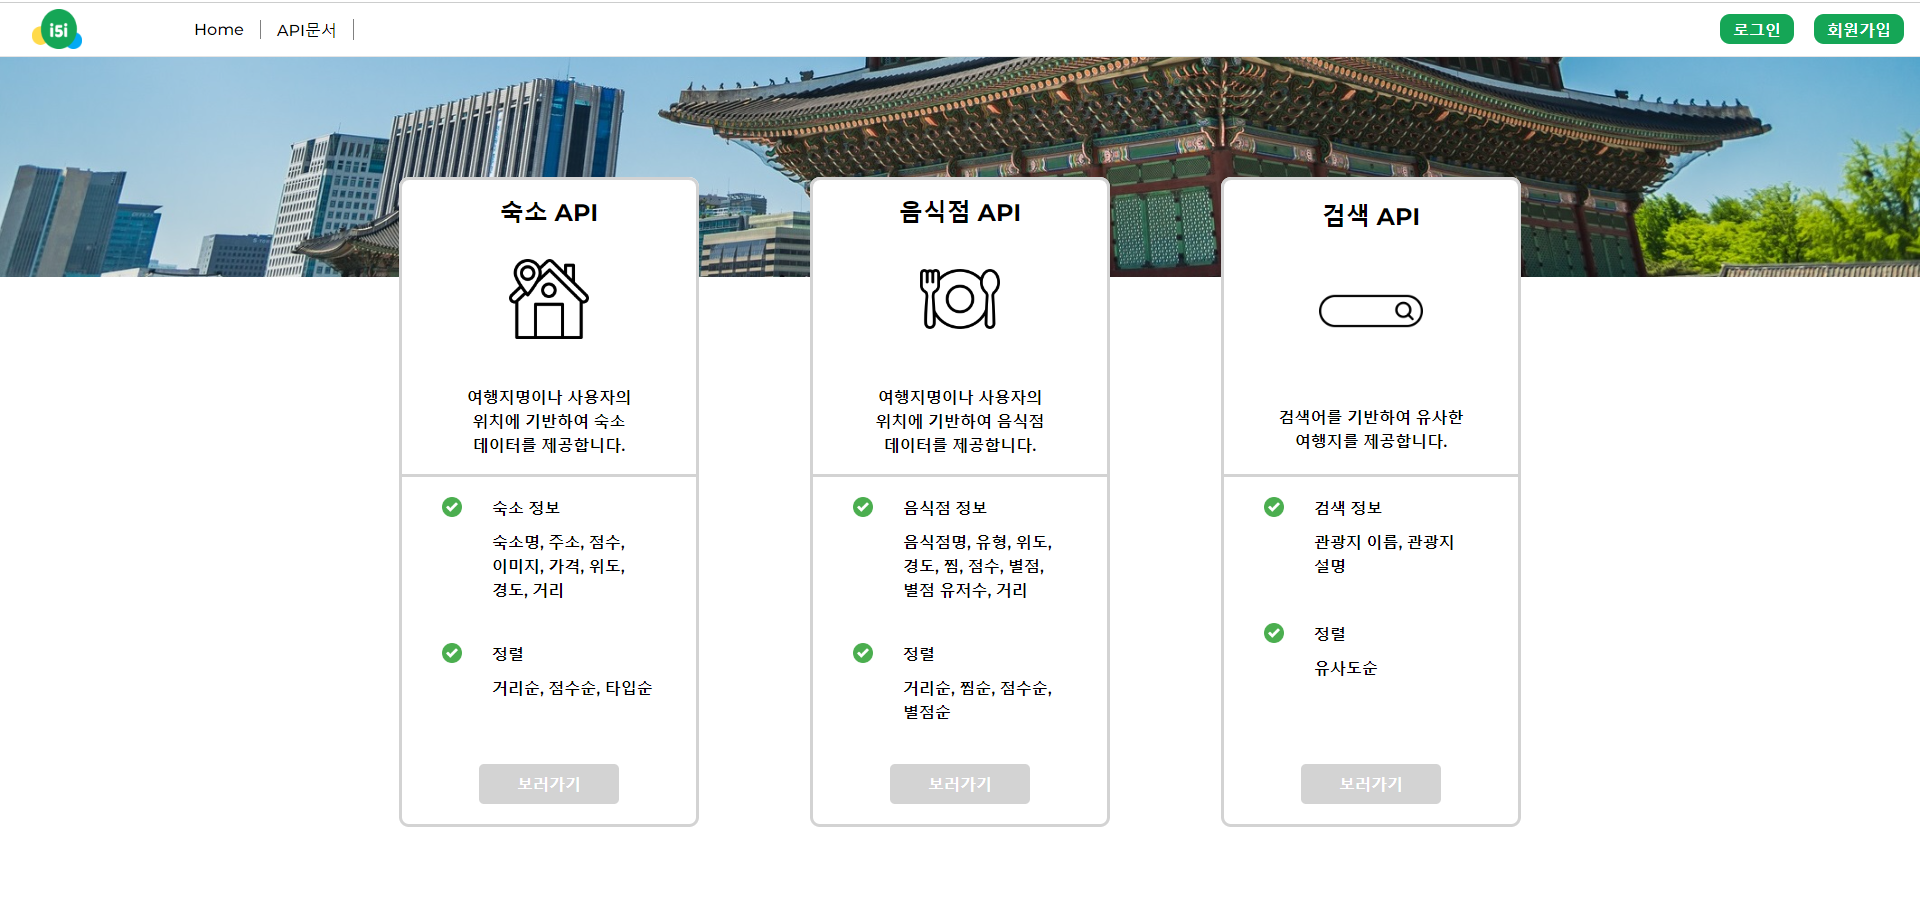 i5i
Home
API문서
로그인
회원가입
숙소 API
여행지명이나 사용자의
위치에 기반하여 숙소
데이터를 제공합니다.
숙소 정보
숙소명, 주소, 점수,
이미지, 가격, 위도,
경도, 거리
정렬
거리순, 점수순, 타입순
보러가기
음식점 API
여행지명이나 사용자의
위치에 기반하여 음식점
데이터를 제공합니다.
음식점 정보
음식점명, 유형, 위도,
경도, 찜, 점수, 별점,
별점 유저수, 거리
정렬
거리순, 찜순, 점수순,
별점순
보러가기
검색 API
검색어를 기반하여 유사한
여행지를 제공합니다.
검색 정보
관광지 이름, 관광지
설명
정렬
유사도순
보러가기